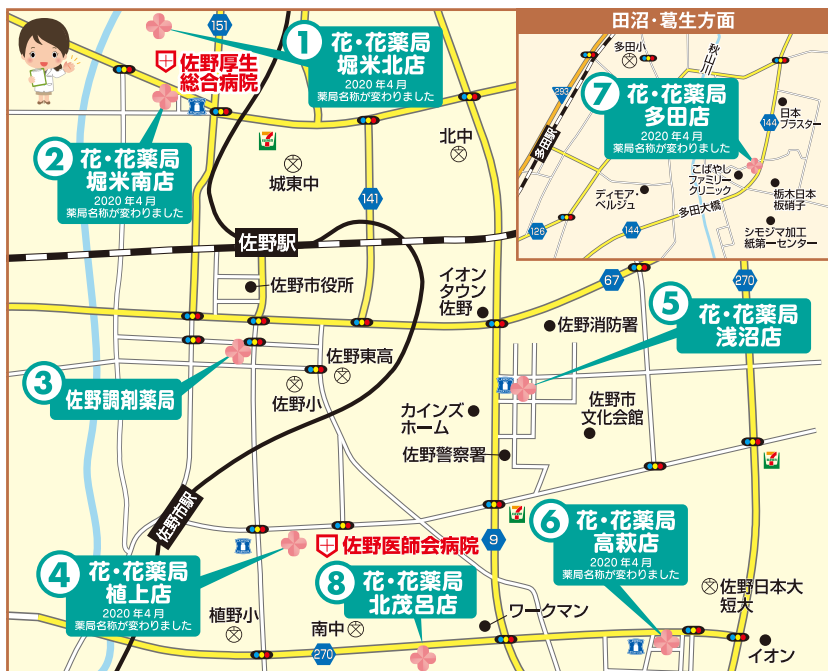 151
1
花・花薬局
堀米北店
2020年4月
薬局名称が変わりました
佐野厚生
総合病院
2
花・花薬局
堀米南店
2020年4月
薬局名称が変わりました
城東中
北中
141
佐野駅
田沼・葛生方面
多田小
秋山川
293
多田駅
7
花・花薬局
多田店
2020年4月
薬局名称が変わりました
日本
プラスター
144
こばやし
ファミリー
クリニック
ディモア・
ベルジュ
栃木日本
板硝子
多田大橋
126
144
シモジマ加工
紙第一センター
佐野市役所
イオン
タウン
佐野
67
270
佐野消防署
5
花・花薬局
浅沼店
3
佐野調剤薬局
佐野東高
佐野小
カインズ
ホーム
佐野市
文化会館
佐野警察署
佐野市駅
9
6
花・花薬局
高萩店
2020年4月
薬局名称が変わりました
佐野医師会病院
4
花・花薬局
植上店
2020年4月
薬局名称が変わりました
8
花・花薬局
北茂呂店
植野小
南中
270
ワークマン
佐野日本大
短大
イオン